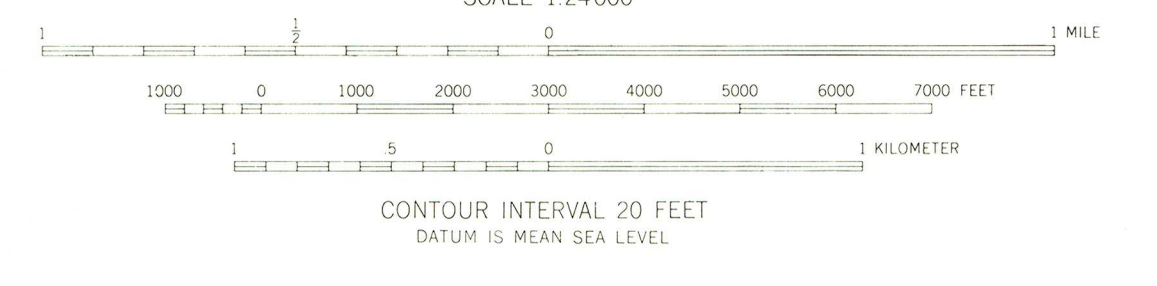 SCALE 1:24000
1 ½ 0 1 MILE
1000 0 1000 2000 3000 4000 5000 6000 7000 FEET
1 .5 0 1 KILOMETER
CONTOUR INTERVAL 20 FEET
DATUM IS MEAN SEA LEVEL